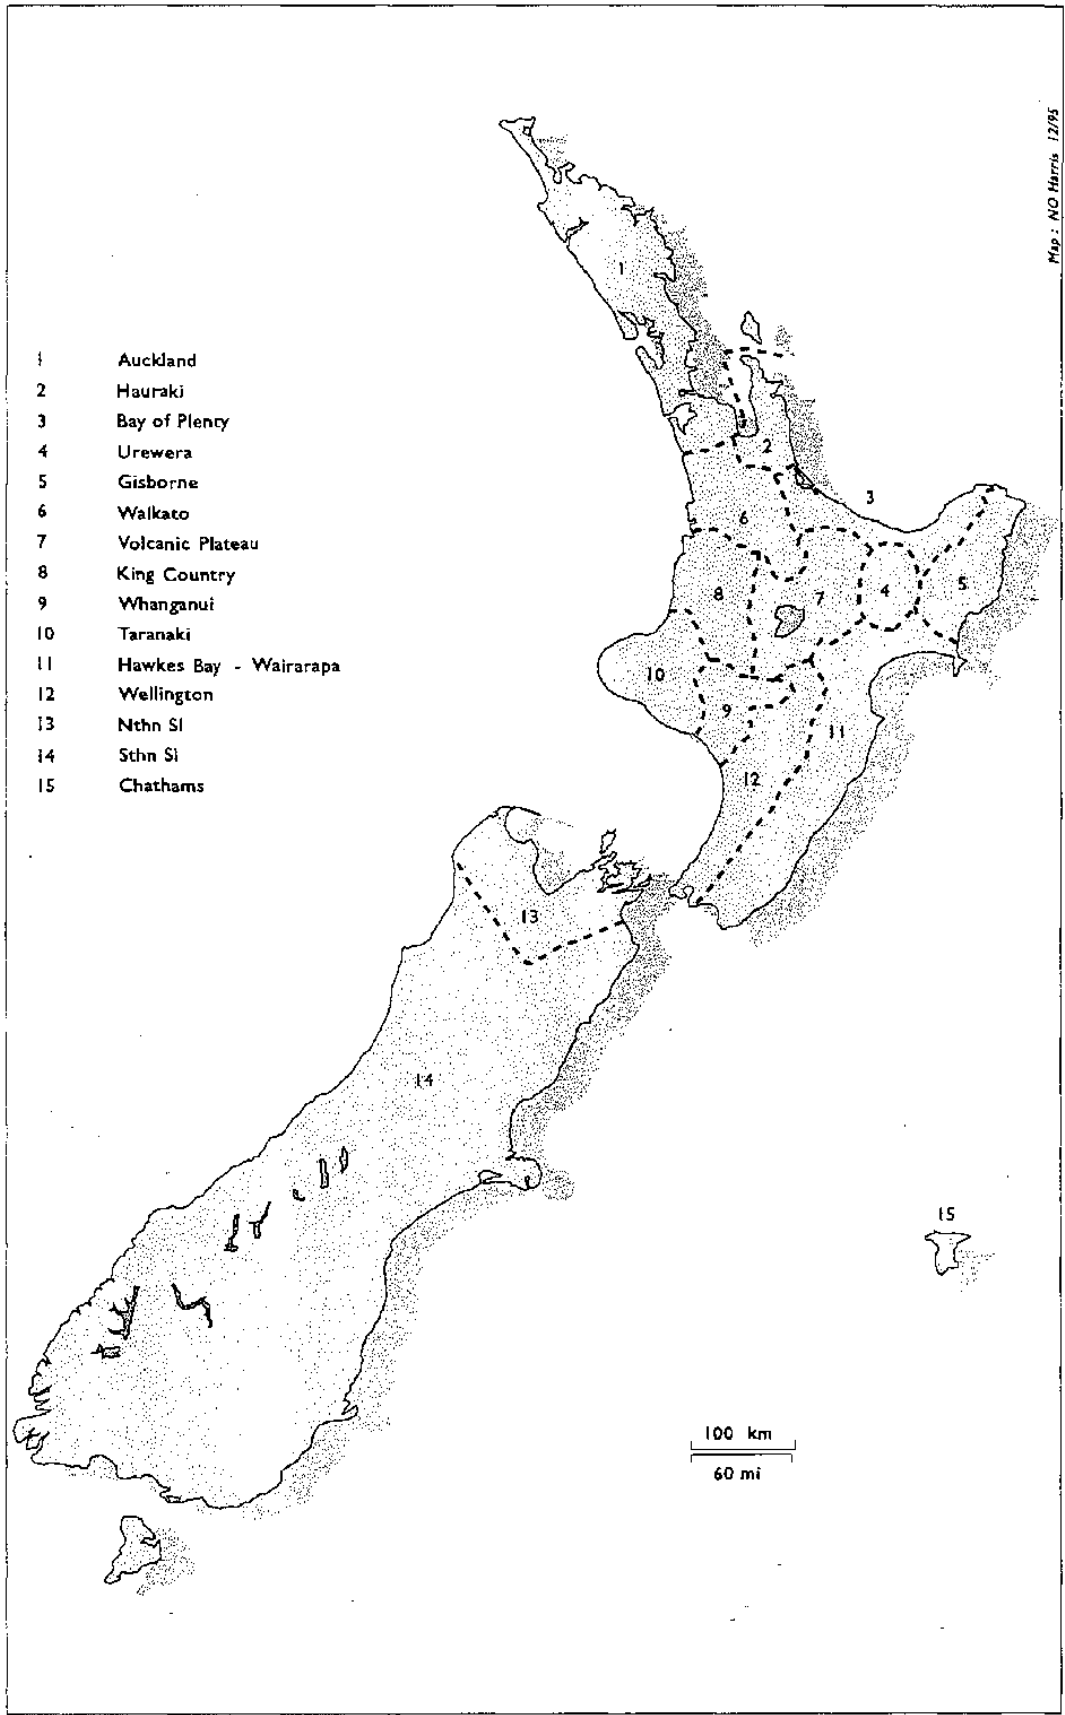 Map : NO Harris 12/95
1 Auckland
2 Hauraki
3 Bay of Plenty
4 Urewera
5 Gisborne
6 Waikato
7 Volcanic Plateau
8 King Country
9 Whanganui
10 Taranaki
11 Hawkes Bay - Wairarapa
12 Wellington
13 Nthn SI
14 Sthn SI
15 Chathams
1
2
3
6
4
5
8
7
10
9
11
12
13
14
15
100 km
60 mi